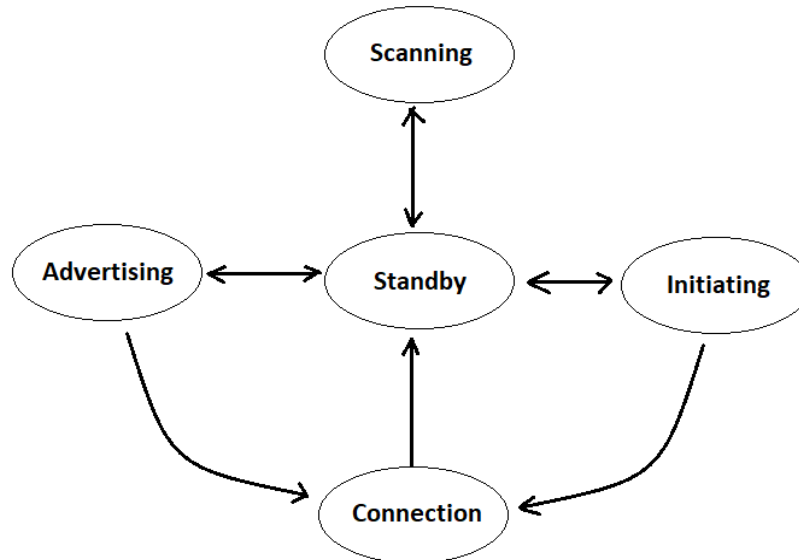 Scanning
Advertising
Standby
Initiating
Connection